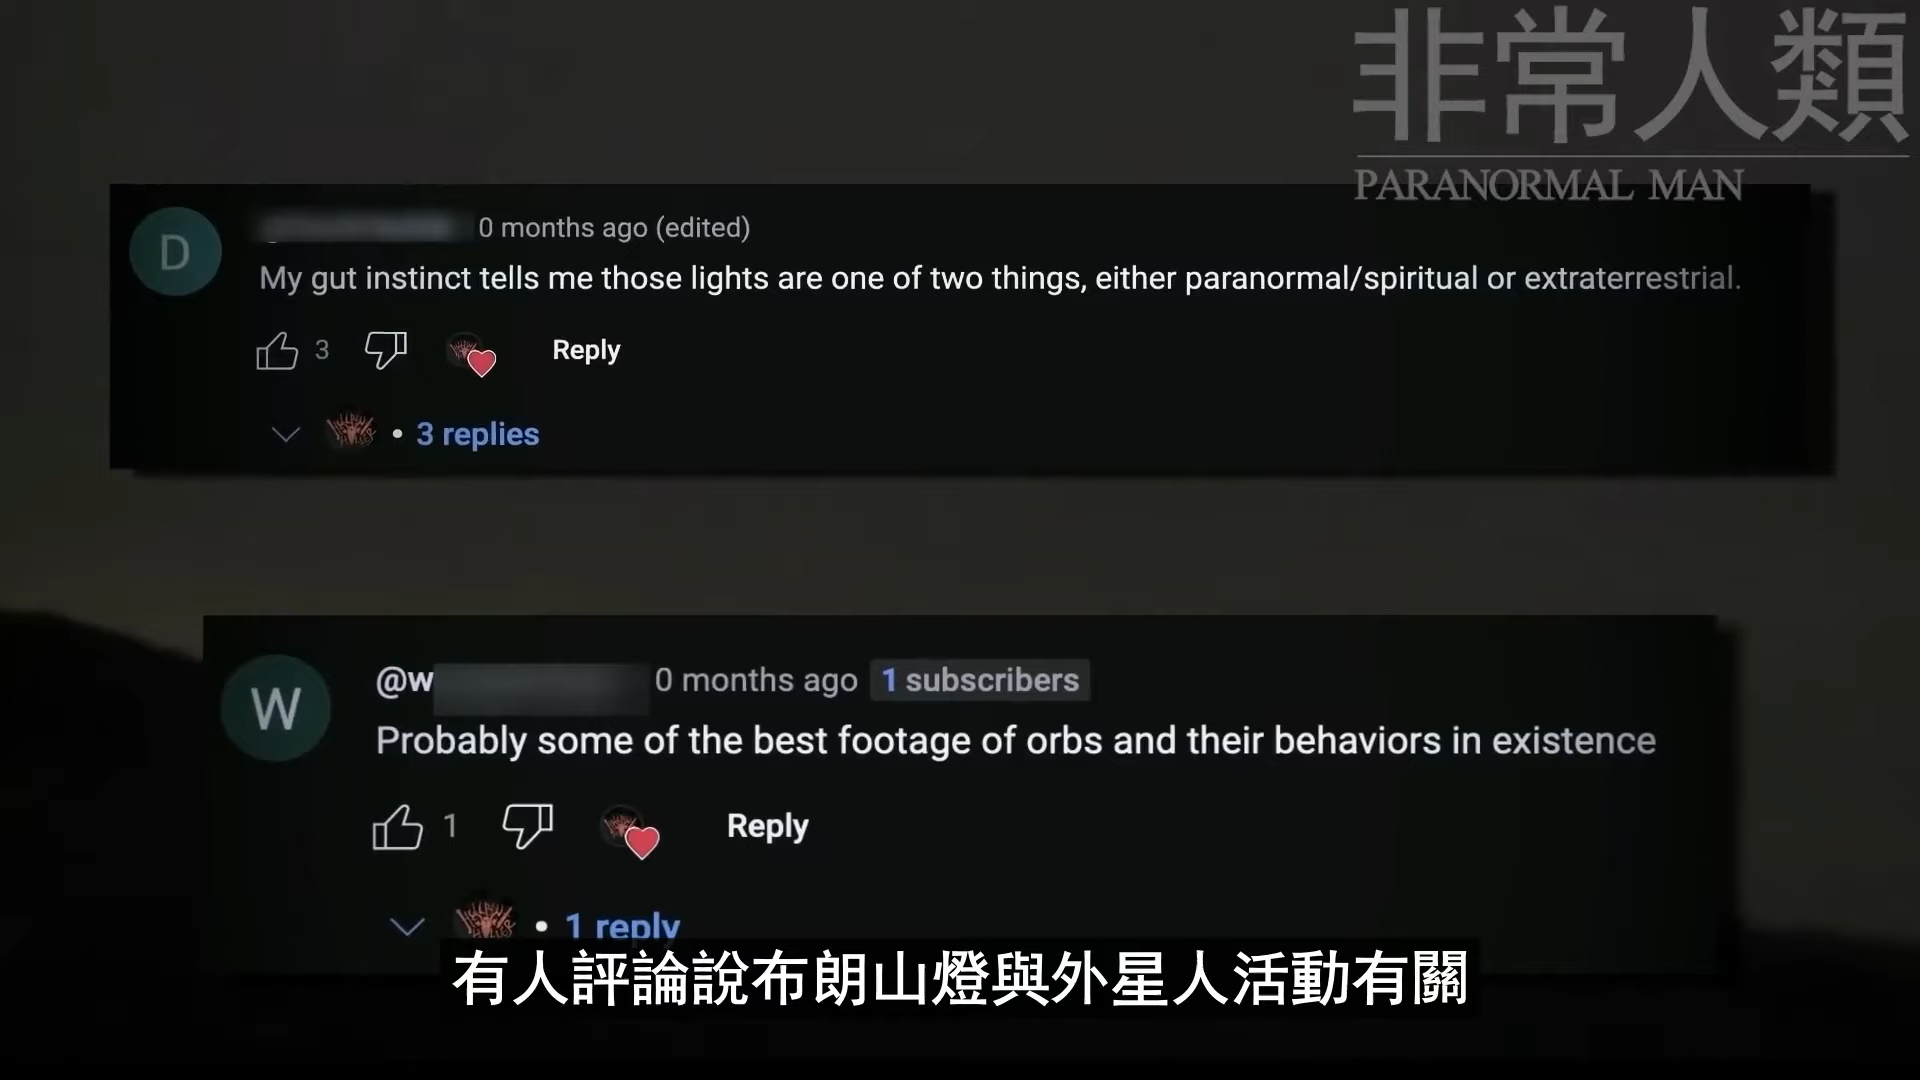 非常人類
PARANORMAL MAN
D
0 months ago (edited)
My gut instinct tells me those lights are one of two things, either paranormal/spiritual or extraterrestrial.
3
Reply
• 3 replies
W
@w
0 months ago 1 subscribers
Probably some of the best footage of orbs and their behaviors in existence
1
Reply
• 1 reply
有人評論說布朗山燈與外星人活動有關